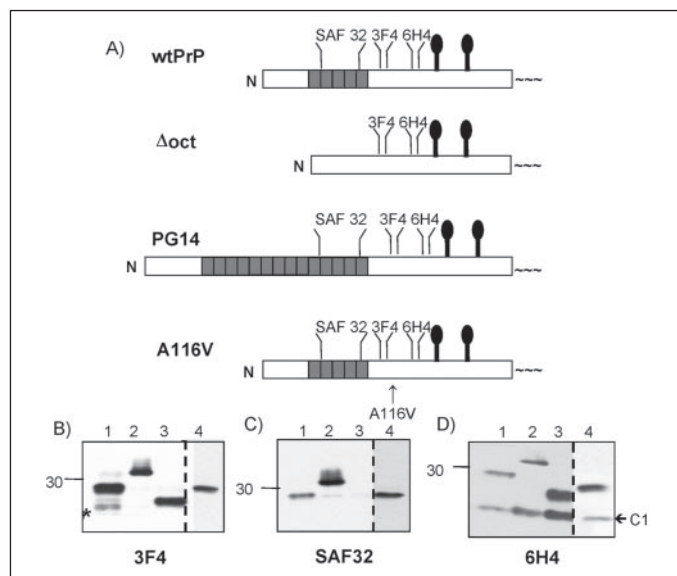 A)
SAF 32 3F4 6H4
wtPrP
N ~~~
3F4 6H4
Δoct
N ~~~
SAF 32 3F4 6H4
PG14
N ~~~
SAF 32 3F4 6H4
A116V
N ~~~
↑
A116V
B) 1 2 3 4
30
*
3F4
C) 1 2 3 4
30
SAF32
D) 1 2 3 4
30
←C1
6H4